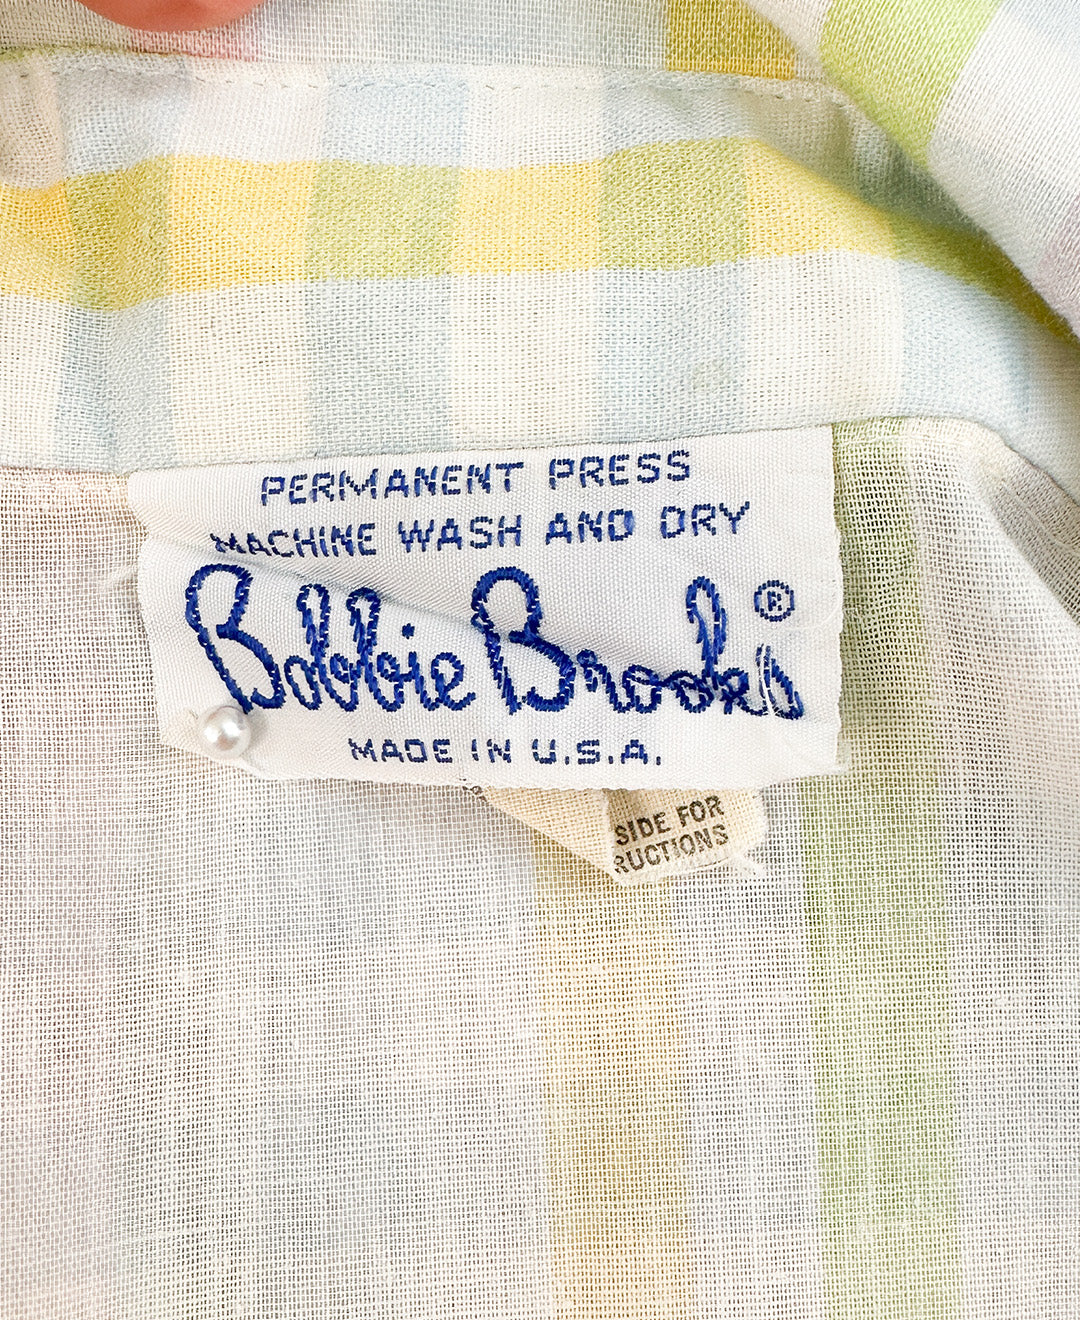 PERMANENT PRESS
MACHINE WASH AND DRY
Bobbie Brooks ®
MADE IN U.S.A.
SIDE FOR
RUCTIONS